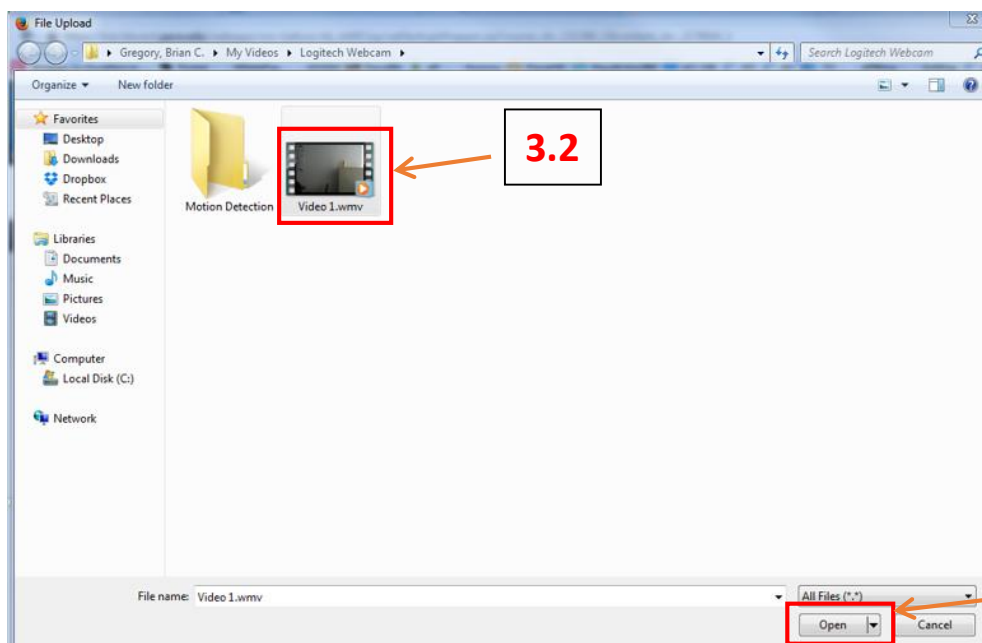 File Upload
Gregory, Brian C. ▸ My Videos ▸ Logitech Webcam ▸
Search Logitech Webcam
Organize ▾ New folder
Favorites
Desktop
Downloads
Dropbox
Recent Places
Libraries
Documents
Music
Pictures
Videos
Computer
Local Disk (C:)
Network
Motion Detection
Video 1.wmv
3.2
File name: Video 1.wmv
All Files (*.*)
Open
Cancel